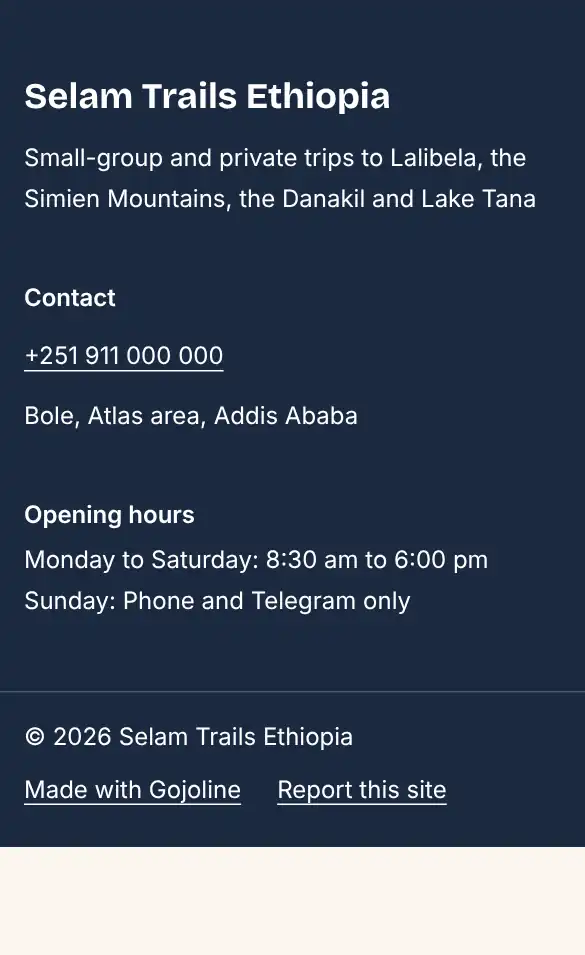 Selam Trails Ethiopia
Small-group and private trips to Lalibela, the
Simien Mountains, the Danakil and Lake Tana
Contact
+251 911 000 000
Bole, Atlas area, Addis Ababa
Opening hours
Monday to Saturday: 8:30 am to 6:00 pm
Sunday: Phone and Telegram only
© 2026 Selam Trails Ethiopia
Made with Gojoline Report this site